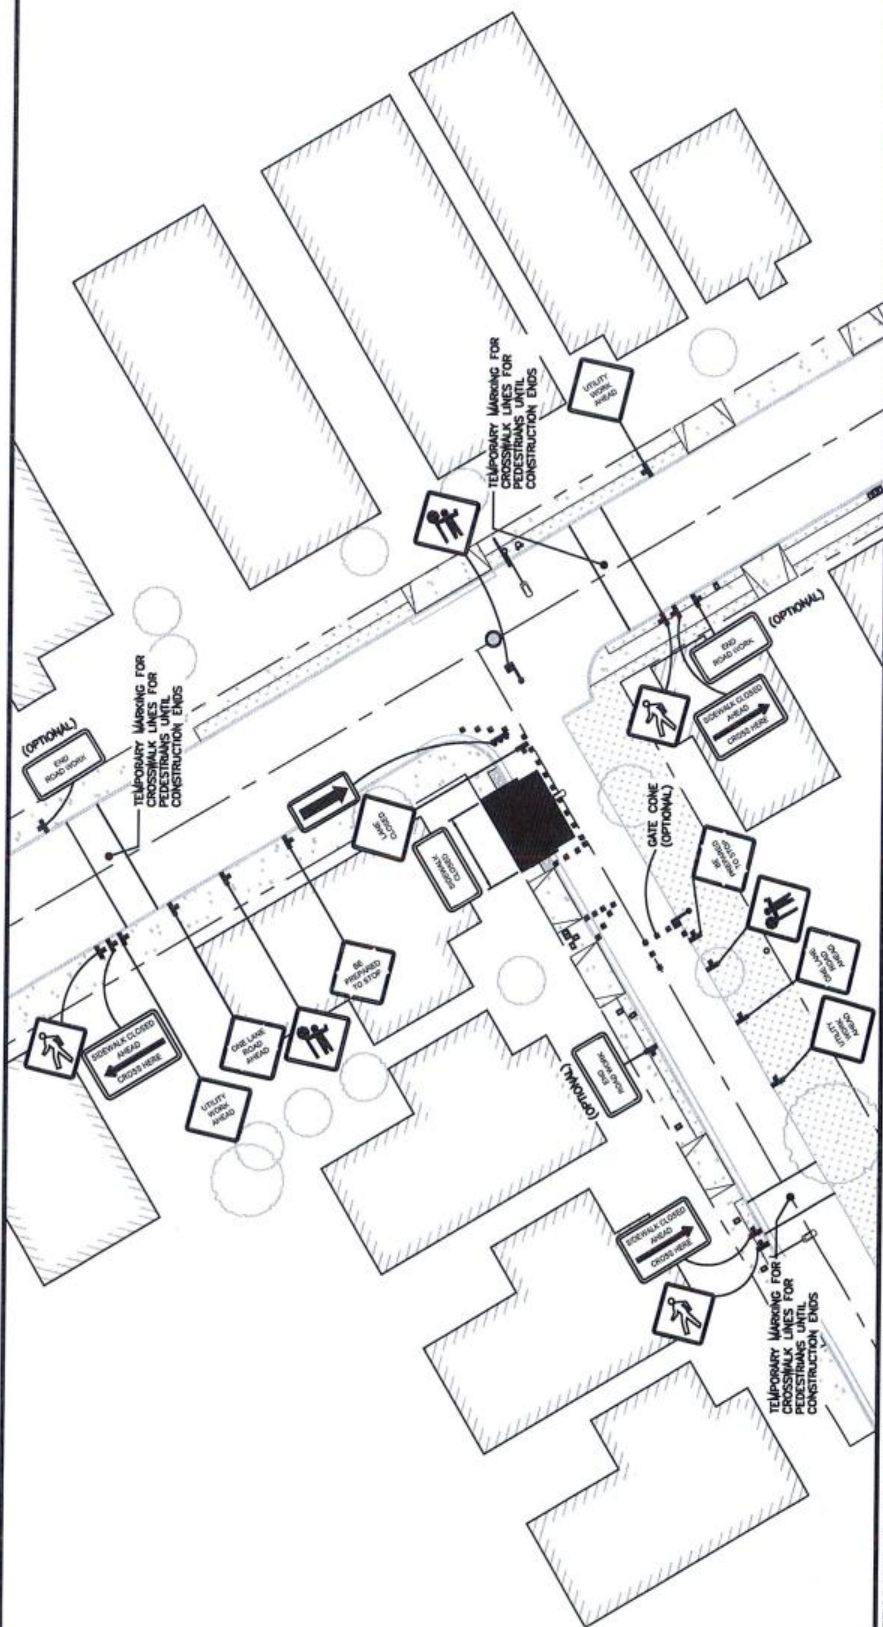 (OPTIONAL)
END
ROAD WORK
TEMPORARY MARKING FOR
CROSSWALK LINES FOR
PEDESTRIANS UNTIL
CONSTRUCTION ENDS
SIDEWALK CLOSED
AHEAD
CROSS HERE
UTILITY
WORK
AHEAD
ONE LANE
ROAD
AHEAD
BE
PREPARED
TO STOP
LANE
CLOSED
SIDEWALK
CLOSED
TEMPORARY MARKING FOR
CROSSWALK LINES FOR
PEDESTRIANS UNTIL
CONSTRUCTION ENDS
UTILITY
WORK
AHEAD
END
ROAD WORK
(OPTIONAL)
SIDEWALK CLOSED
AHEAD
CROSS HERE
GATE CONE
(OPTIONAL)
BE
PREPARED
TO STOP
ONE LANE
ROAD
AHEAD
UTILITY
WORK
AHEAD
END
ROAD WORK
(OPTIONAL)
SIDEWALK CLOSED
AHEAD
CROSS HERE
TEMPORARY MARKING FOR
CROSSWALK LINES FOR
PEDESTRIANS UNTIL
CONSTRUCTION ENDS